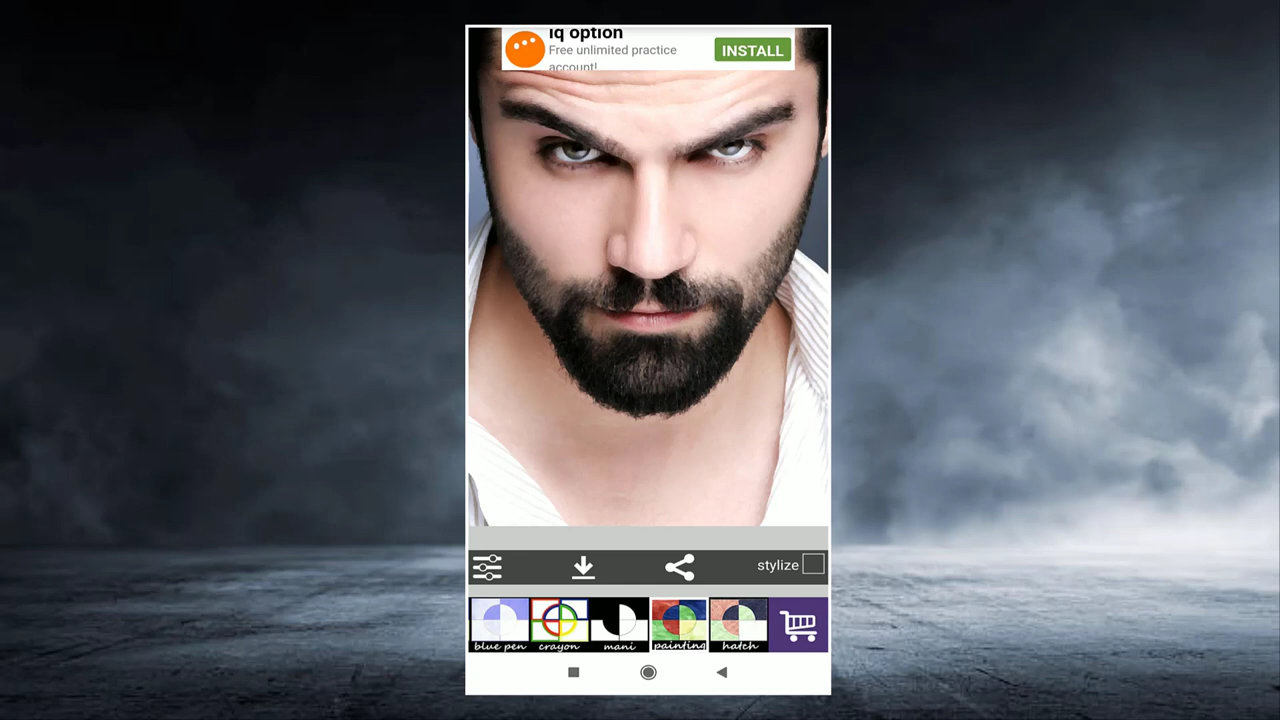 iq option
Free unlimited practice
account!
INSTALL
stylize
blue pen
crayon
mani
painting
hatch